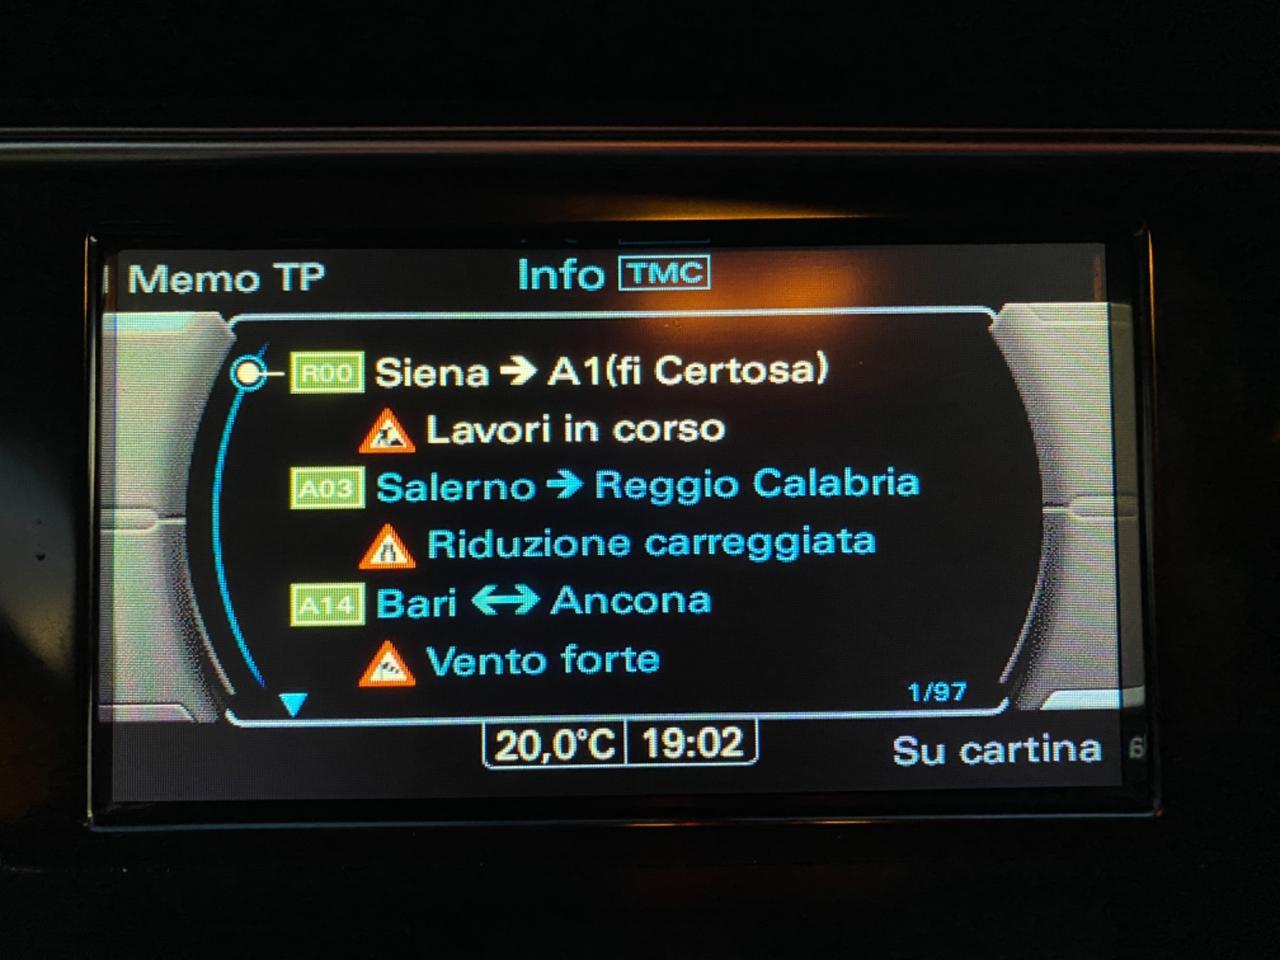 Memo TP
Info TMC
R00 Siena → A1(fi Certosa)
Lavori in corso
A03 Salerno → Reggio Calabria
Riduzione carreggiata
A14 Bari ↔ Ancona
Vento forte
1/97
20,0°C 19:02
Su cartina